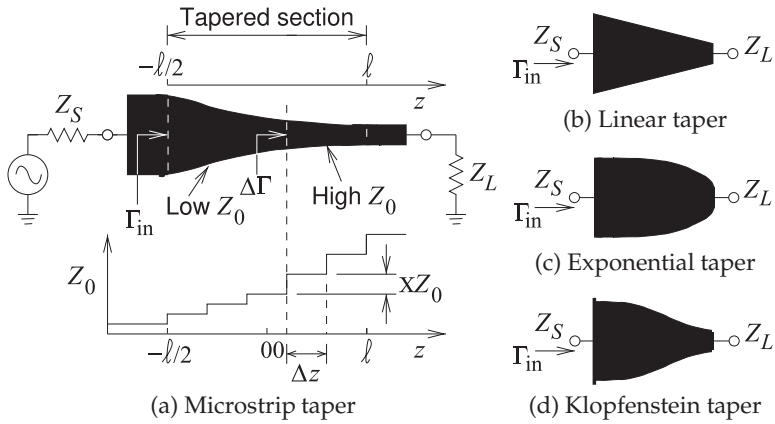 Tapered section
−ℓ/2
ℓ
z
Z_S
Z_L
ΔΓ
Γ_in
Low Z_0
High Z_0
Z_0
XZ_0
−ℓ/2
00
ℓ
z
Δz
(a) Microstrip taper
Z_S
Z_L
Γ_in
(b) Linear taper
Z_S
Z_L
Γ_in
(c) Exponential taper
Z_S
Z_L
Γ_in
(d) Klopfenstein taper